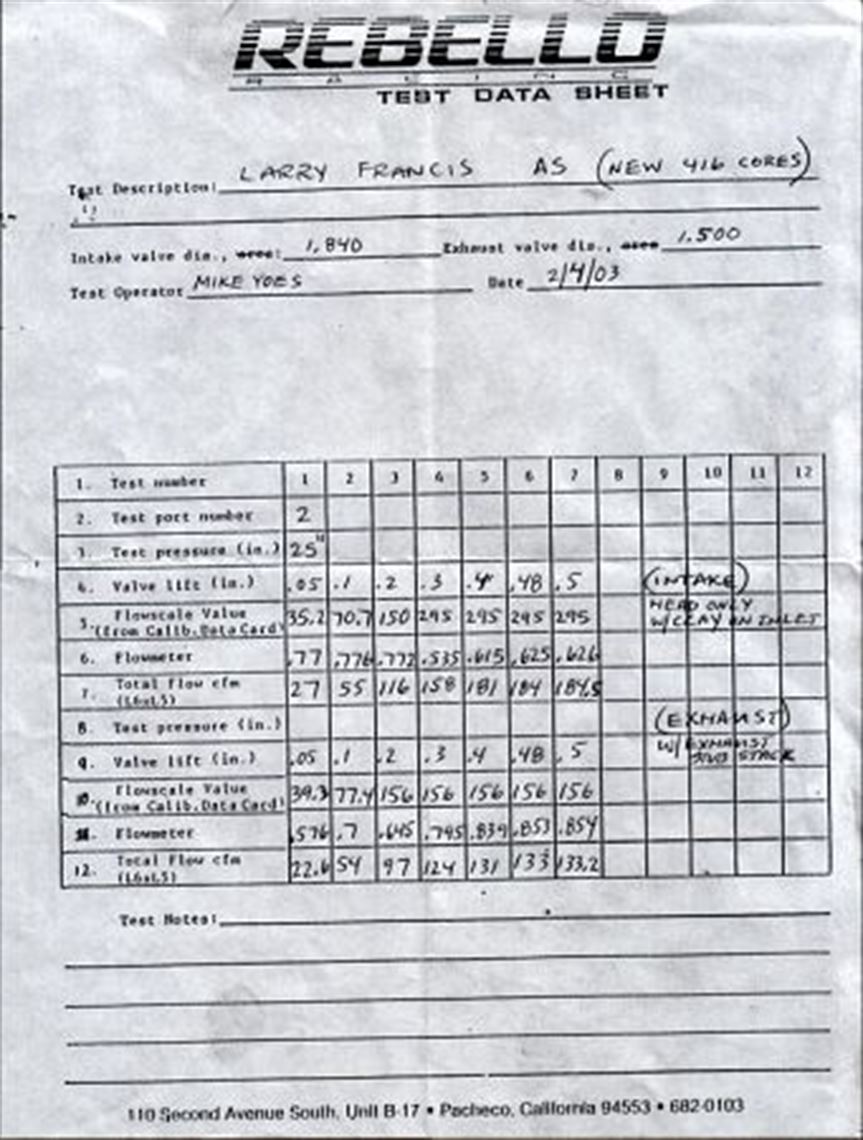 REBELLO
RACING
TEST DATA SHEET
Test Description: LARRY FRANCIS AS (NEW 416 CORES)
Intake valve dia., area: 1.840 Exhaust valve dia., area 1.500
Test Operator MIKE YOES Date 2/4/03
1. Test number 1 2 3 4 5 6 7 8 9 10 11 12
2. Test port number 2
3. Test pressure (in.) 25"
4. Valve lift (in.) .05 .1 .2 .3 .4 .48 .5 (INTAKE)
5. Flowscale Value (from Calib. Data Card) 35.2 70.7 150 295 295 295 295 HEAD ONLY W/CLAY ON INLET
6. Flowmeter .77 .776 .772 .535 .615 .625 .626
7. Total Flow cfm (L6xL5) 27 55 116 158 181 184 184.5
8. Test pressure (in.) (EXHAUST)
9. Valve lift (in.) .05 .1 .2 .3 .4 .48 .5 W/EXHAUST STUB STACK
10. Flowscale Value (from Calib. Data Card) 39.3 77.4 156 156 156 156 156
11. Flowmeter .576 .7 .645 .795 .839 .853 .854
12. Total Flow cfm (L6xL5) 22.6 54 97 124 131 133 133.2
Test Notes:
110 Second Avenue South, Unit B-17 • Pacheco, California 94553 • 682-0103